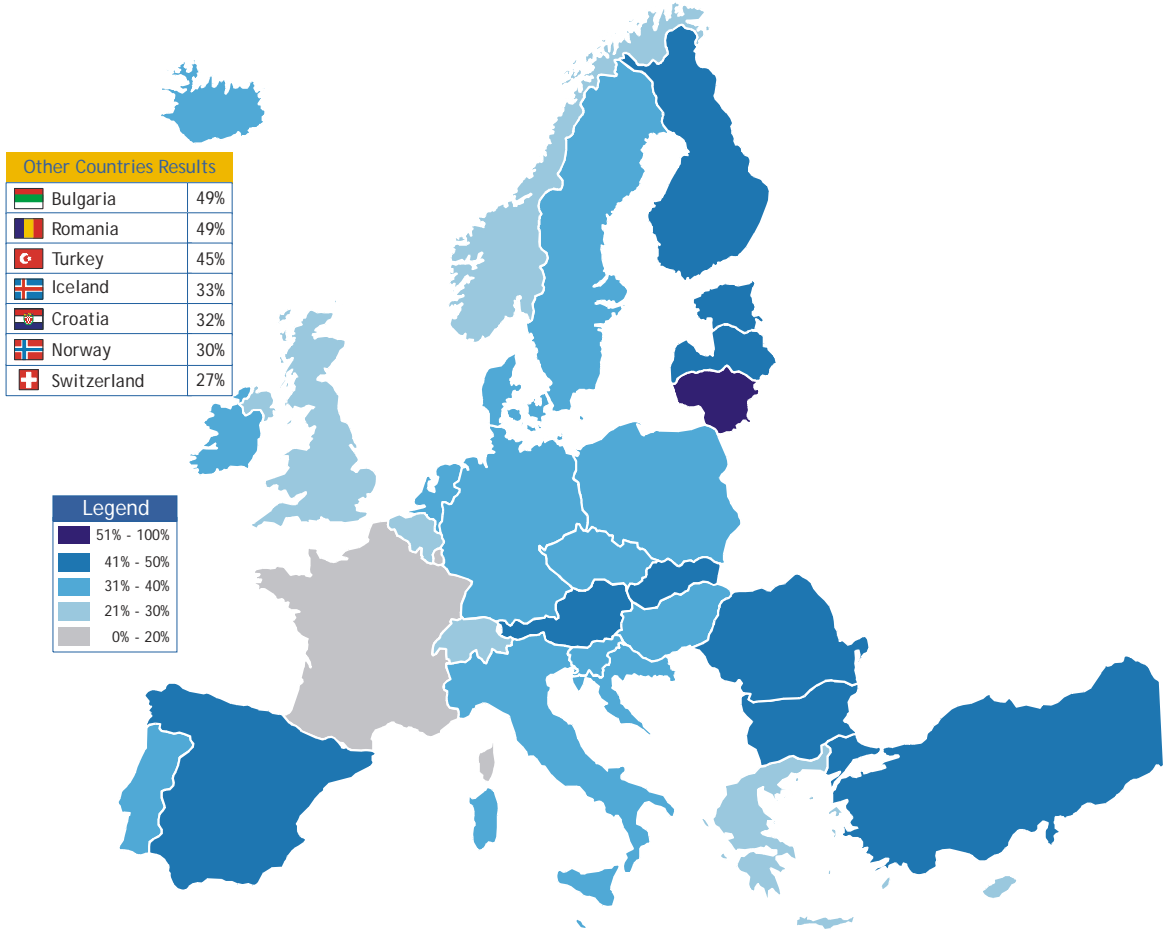 Other Countries Results
Bulgaria 49%
Romania 49%
Turkey 45%
Iceland 33%
Croatia 32%
Norway 30%
Switzerland 27%
Legend
51% - 100%
41% - 50%
31% - 40%
21% - 30%
0% - 20%